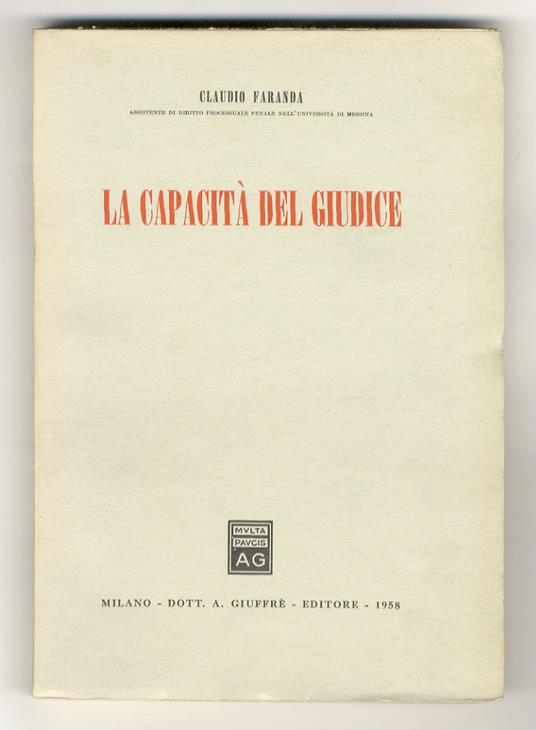 CLAUDIO FARANDA
ASSISTENTE DI DIRITTO PROCESSUALE PENALE NELL'UNIVERSITÀ DI MESSINA
LA CAPACITÀ DEL GIUDICE
MVLTA
PAVCIS
AG
MILANO - DOTT. A. GIUFFRÈ - EDITORE - 1958